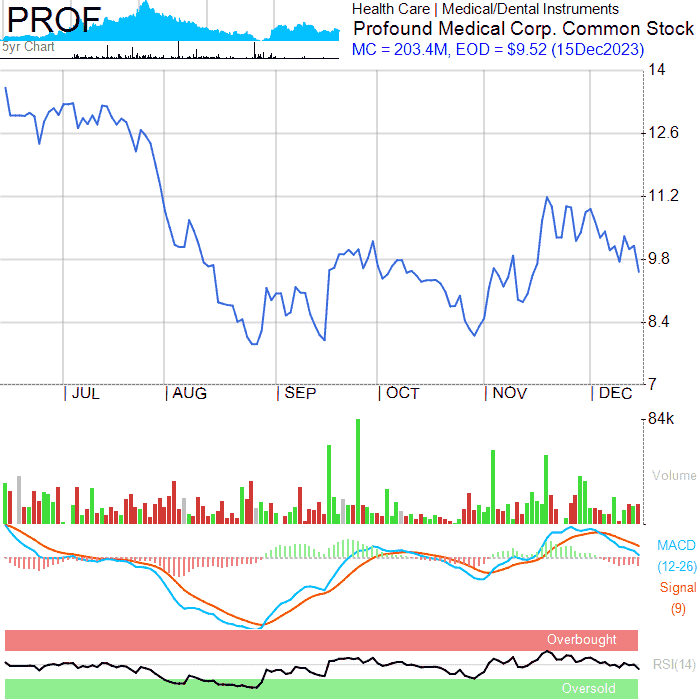 PROF
5yr Chart
Health Care | Medical/Dental Instruments
Profound Medical Corp. Common Stock
MC = 203.4M, EOD = $9.52 (15Dec2023)
14
12.6
11.2
9.8
8.4
7
| JUL | AUG | SEP | OCT | NOV | DEC
84k
Volume
MACD
(12-26)
Signal
(9)
Overbought
RSI(14)
Oversold